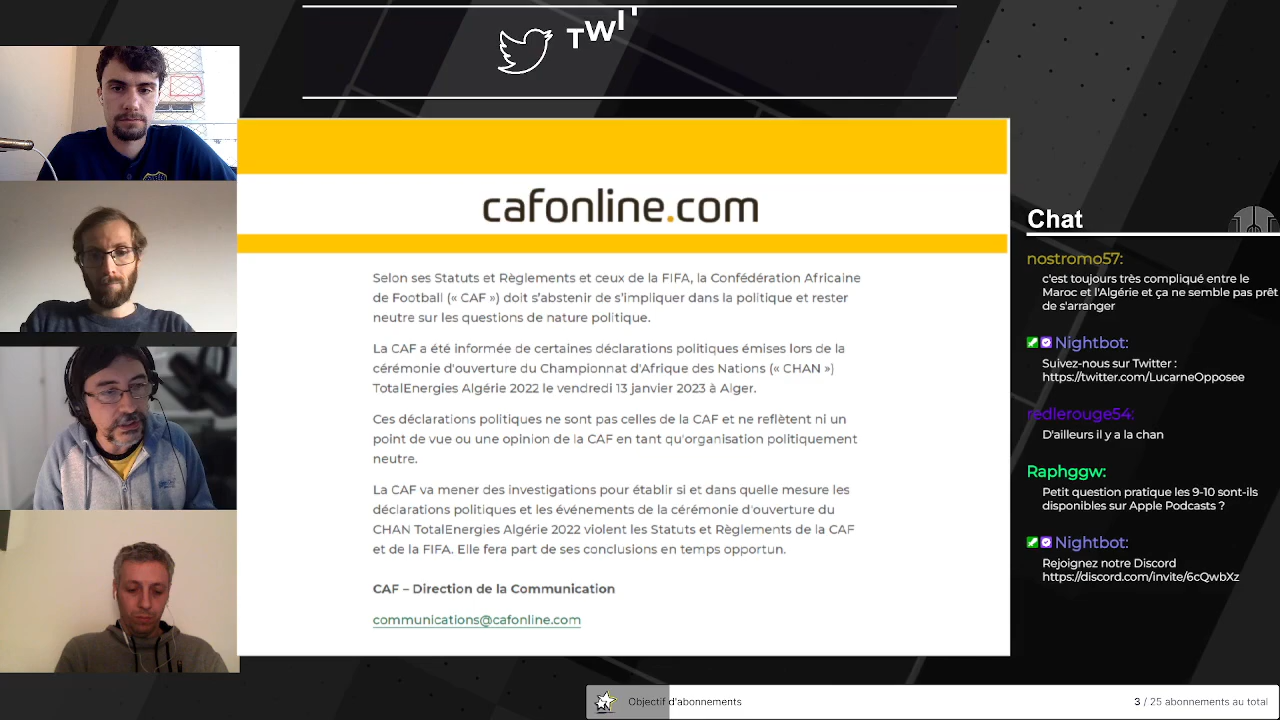 TWI
cafonline.com
Selon ses Statuts et Règlements et ceux de la FIFA, la Confédération Africaine
de Football (« CAF ») doit s'abstenir de s'impliquer dans la politique et rester
neutre sur les questions de nature politique.
La CAF a été informée de certaines déclarations politiques émises lors de la
cérémonie d'ouverture du Championnat d'Afrique des Nations (« CHAN »)
TotalEnergies Algérie 2022 le vendredi 13 janvier 2023 à Alger.
Ces déclarations politiques ne sont pas celles de la CAF et ne reflètent ni un
point de vue ou une opinion de la CAF en tant qu'organisation politiquement
neutre.
La CAF va mener des investigations pour établir si et dans quelle mesure les
déclarations politiques et les événements de la cérémonie d'ouverture du
CHAN TotalEnergies Algérie 2022 violent les Statuts et Règlements de la CAF
et de la FIFA. Elle fera part de ses conclusions en temps opportun.
CAF – Direction de la Communication
communications@cafonline.com
Chat
nostromo57:
c'est toujours très compliqué entre le
Maroc et l'Algérie et ça ne semble pas prêt
de s'arranger
Nightbot:
Suivez-nous sur Twitter :
https://twitter.com/LucarneOpposee
redlerouge54:
D'ailleurs il y a la chan
Raphggw:
Petit question pratique les 9-10 sont-ils
disponibles sur Apple Podcasts ?
Nightbot:
Rejoignez notre Discord
https://discord.com/invite/6cQwbXz
Objectif d'abonnements
3 / 25 abonnements au total